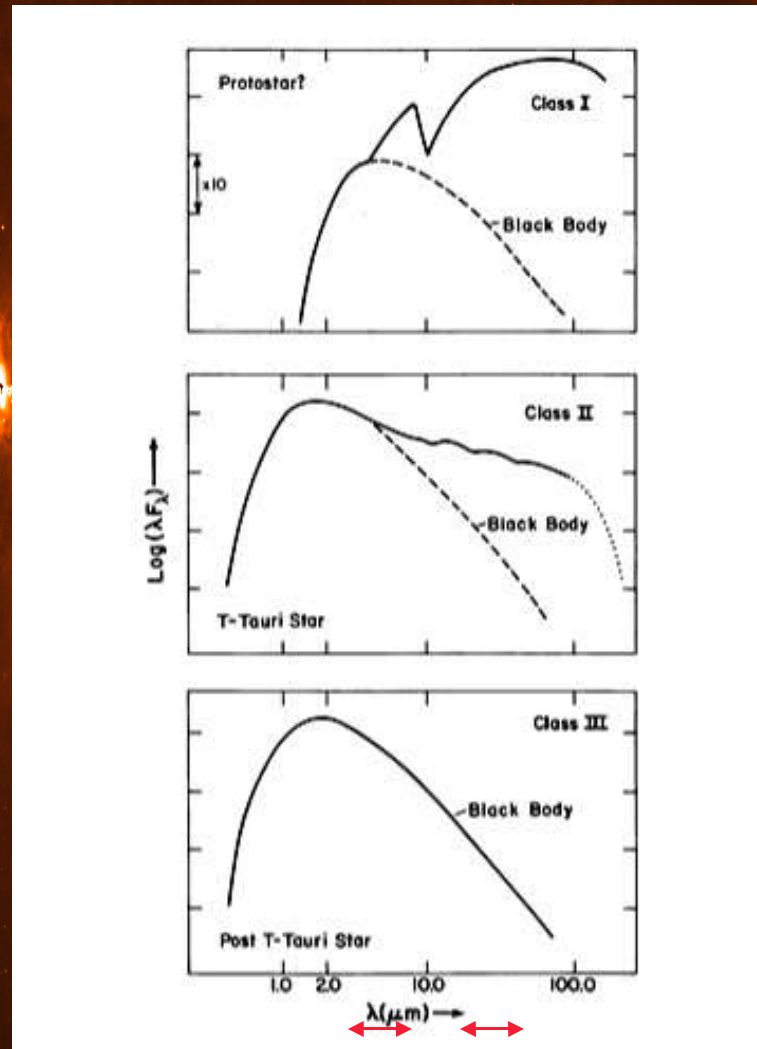 Protostar?
Class I
x10
Black Body
Class II
Log(λFλ)
Black Body
T-Tauri Star
Class III
Black Body
Post T-Tauri Star
1.0 2.0 10.0 100.0
λ(μm)